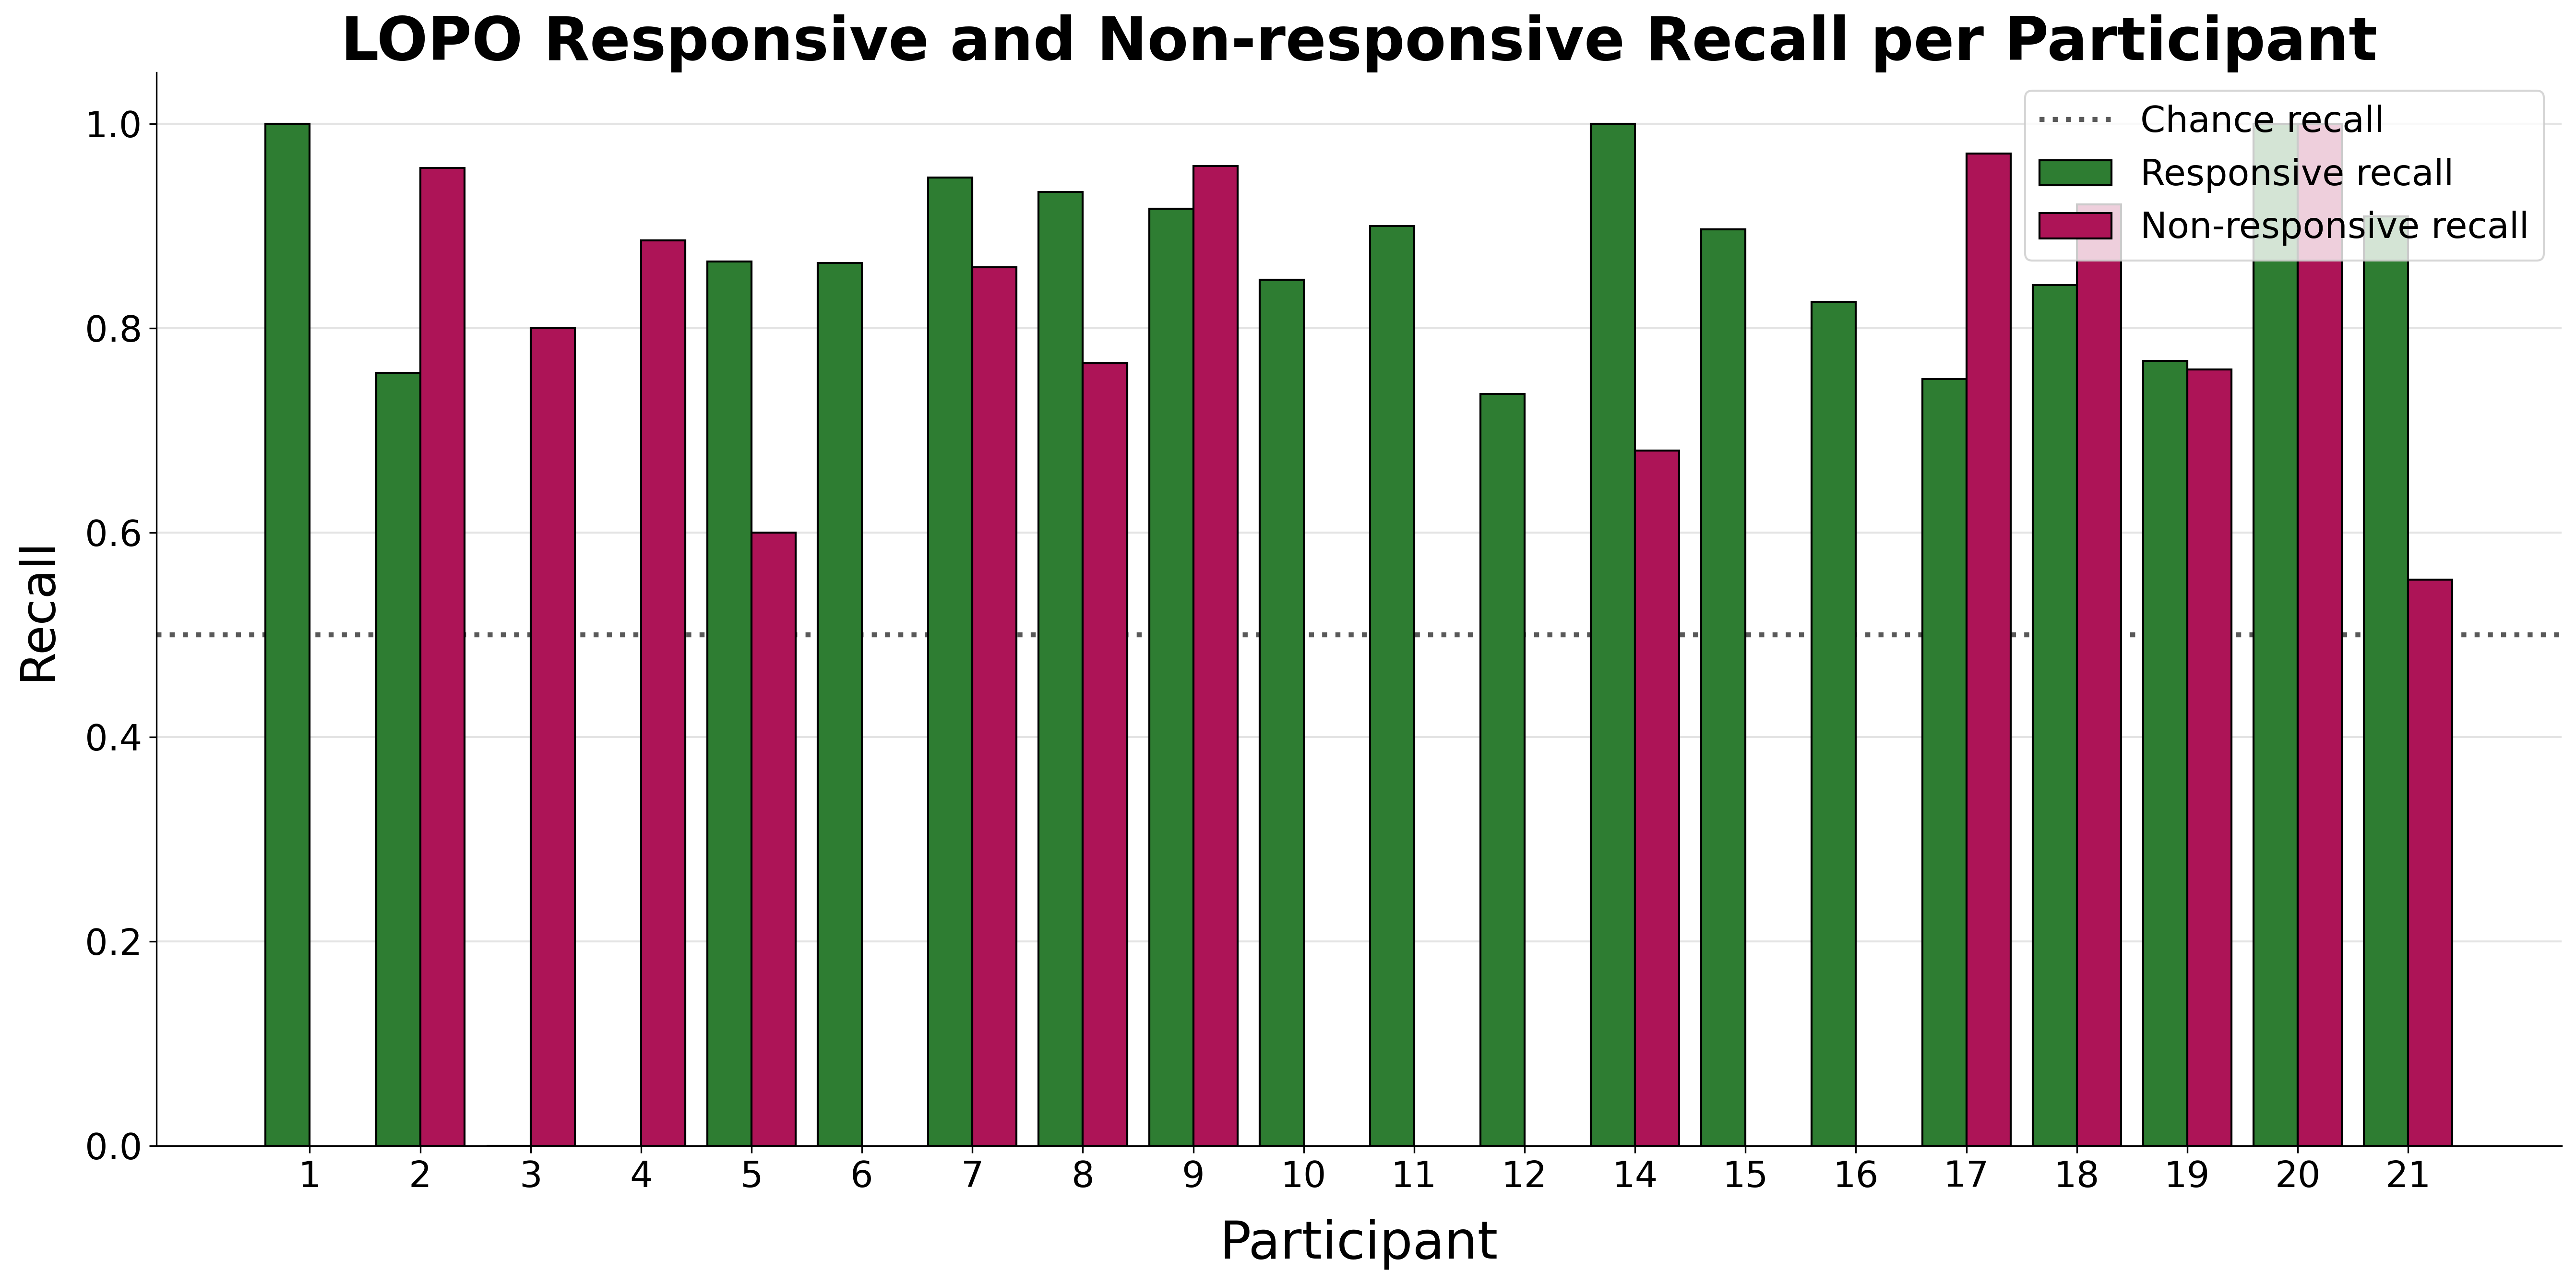 LOPO Responsive and Non-responsive Recall per Participant
Chance recall
Responsive recall
Non-responsive recall
1.0
0.8
0.6
0.4
0.2
0.0
Recall
1 2 3 4 5 6 7 8 9 10 11 12 14 15 16 17 18 19 20 21
Participant